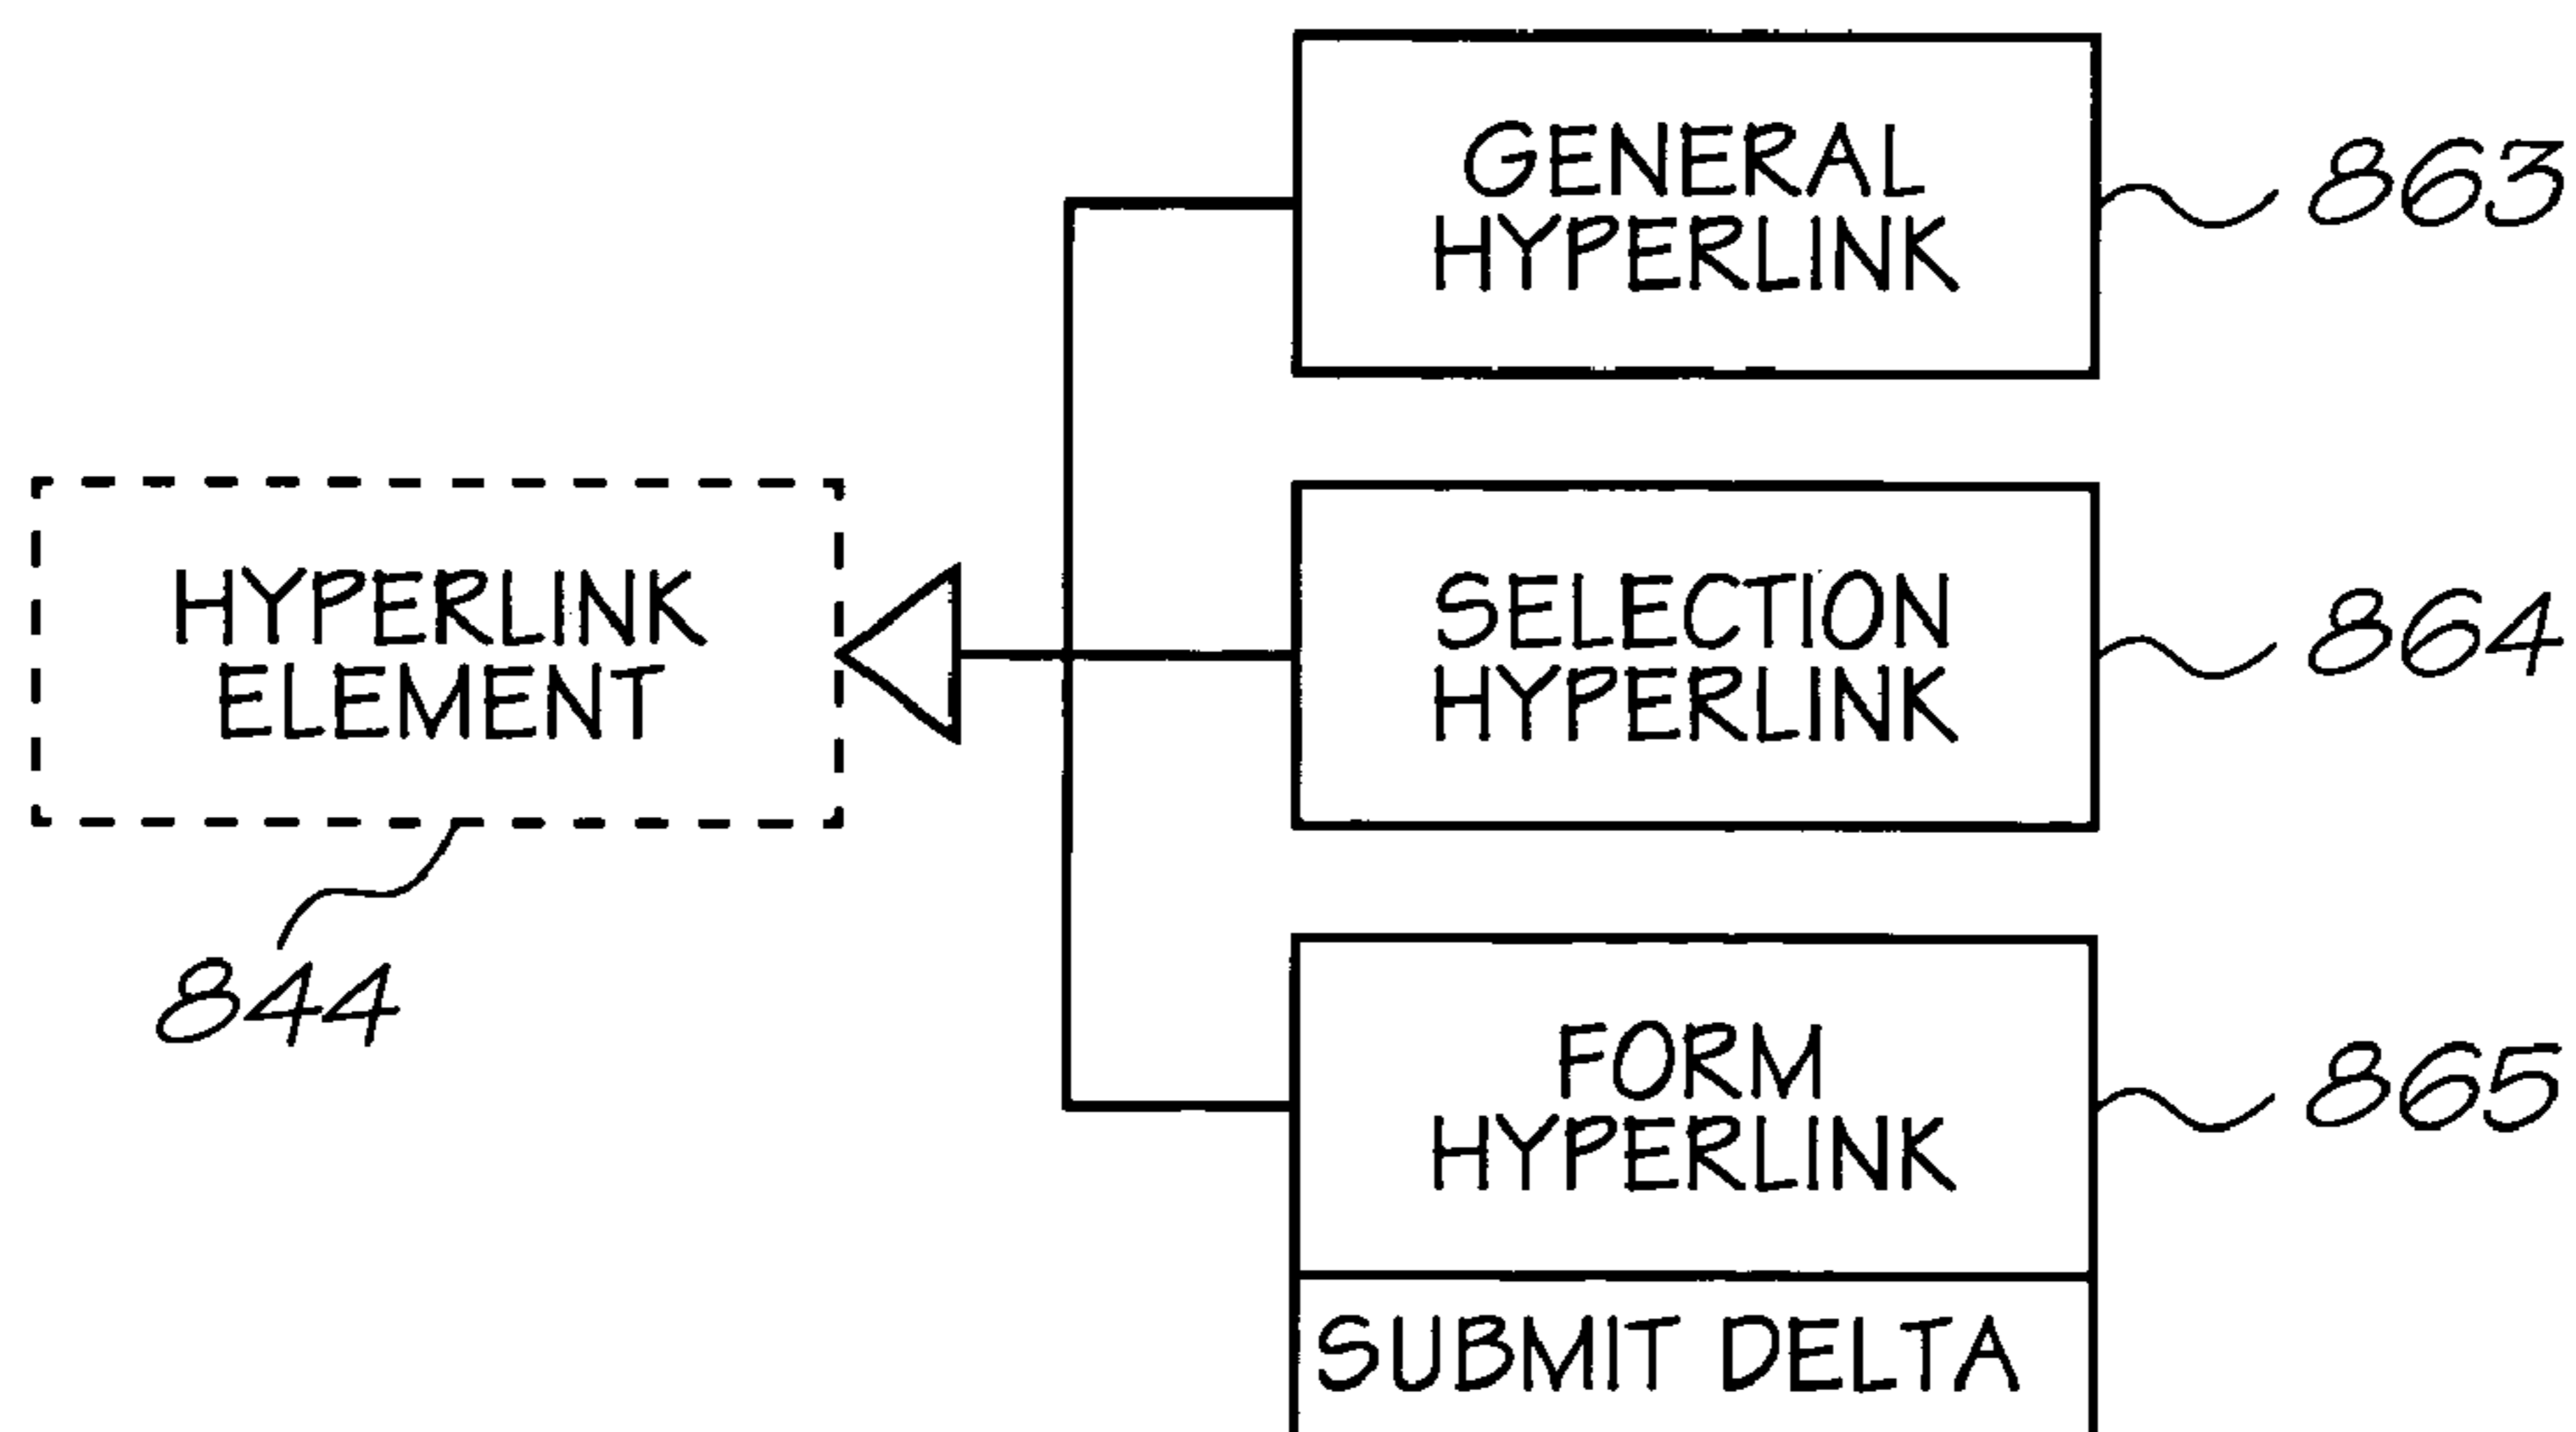 GENERAL
HYPERLINK
863
HYPERLINK
ELEMENT
844
SELECTION
HYPERLINK
864
FORM
HYPERLINK
865
SUBMIT DELTA